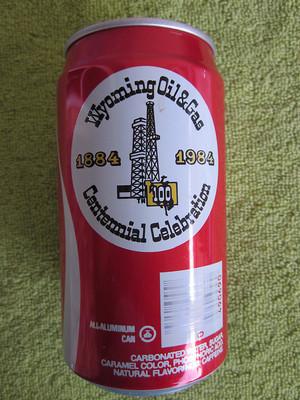 Wyoming Oil & Gas
1884 1984
100
Centennial Celebration
ALL-ALUMINUM
CAN
CARBONATED WATER, SUGAR,
CARAMEL COLOR, PHOSPHORIC ACID,
NATURAL FLAVORINGS, CAFFEINE